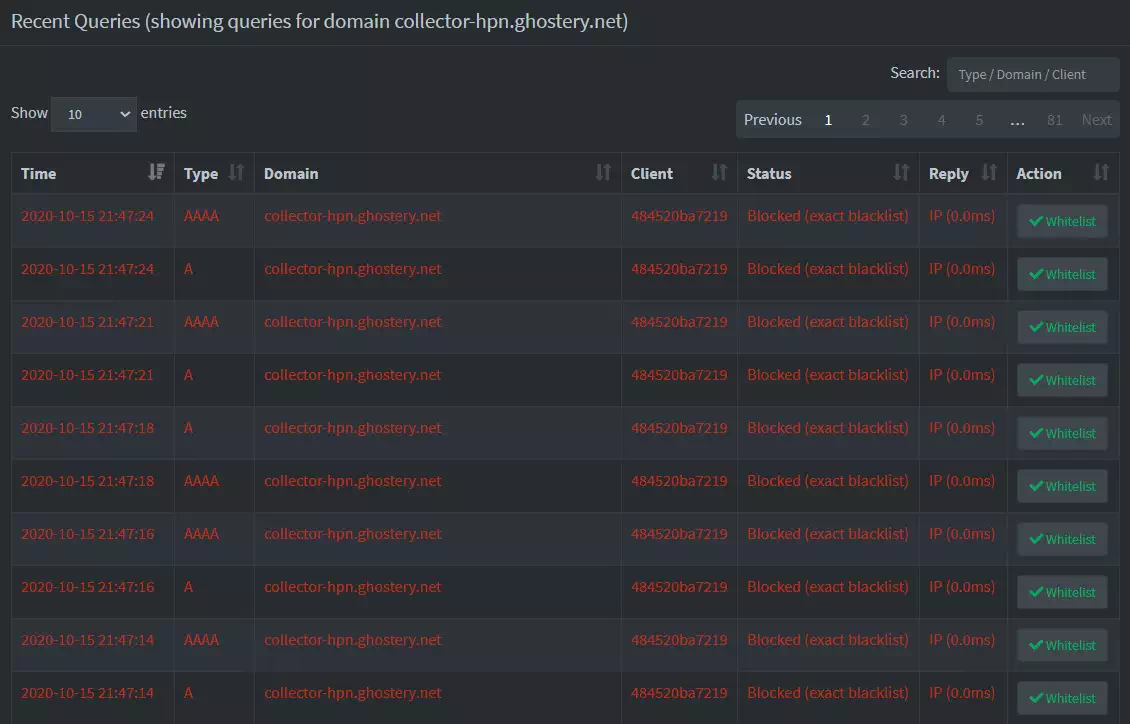 Recent Queries (showing queries for domain collector-hpn.ghostery.net)
Search: Type / Domain / Client
Show 10 entries
Previous 1 2 3 4 5 ... 81 Next
Time Type Domain Client Status Reply Action
2020-10-15 21:47:24 AAAA collector-hpn.ghostery.net 484520ba7219 Blocked (exact blacklist) IP (0.0ms) Whitelist
2020-10-15 21:47:24 A collector-hpn.ghostery.net 484520ba7219 Blocked (exact blacklist) IP (0.0ms) Whitelist
2020-10-15 21:47:21 AAAA collector-hpn.ghostery.net 484520ba7219 Blocked (exact blacklist) IP (0.0ms) Whitelist
2020-10-15 21:47:21 A collector-hpn.ghostery.net 484520ba7219 Blocked (exact blacklist) IP (0.0ms) Whitelist
2020-10-15 21:47:18 A collector-hpn.ghostery.net 484520ba7219 Blocked (exact blacklist) IP (0.0ms) Whitelist
2020-10-15 21:47:18 AAAA collector-hpn.ghostery.net 484520ba7219 Blocked (exact blacklist) IP (0.0ms) Whitelist
2020-10-15 21:47:16 AAAA collector-hpn.ghostery.net 484520ba7219 Blocked (exact blacklist) IP (0.0ms) Whitelist
2020-10-15 21:47:16 A collector-hpn.ghostery.net 484520ba7219 Blocked (exact blacklist) IP (0.0ms) Whitelist
2020-10-15 21:47:14 AAAA collector-hpn.ghostery.net 484520ba7219 Blocked (exact blacklist) IP (0.0ms) Whitelist
2020-10-15 21:47:14 A collector-hpn.ghostery.net 484520ba7219 Blocked (exact blacklist) IP (0.0ms) Whitelist